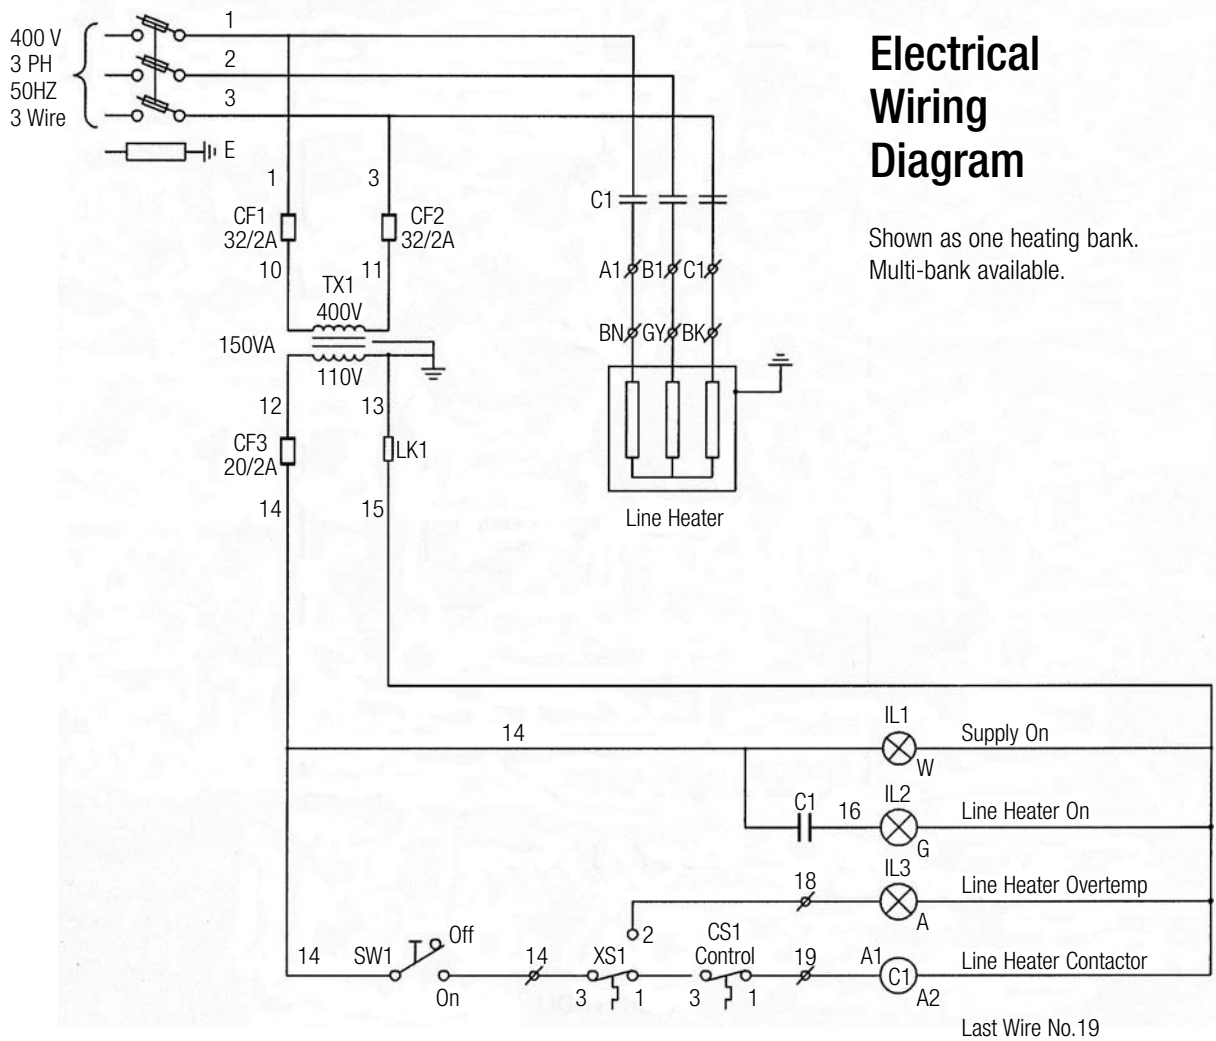 400 V
3 PH
50HZ
3 Wire
1
2
3
E
Electrical
Wiring
Diagram
Shown as one heating bank.
Multi-bank available.
1
3
CF1
32/2A
CF2
32/2A
10
11
TX1
400V
150VA
110V
12
13
CF3
20/2A
LK1
14
15
C1
A1
B1
C1
BN
GY
BK
Line Heater
14
IL1
W
Supply On
C1
16
IL2
G
Line Heater On
18
IL3
A
Line Heater Overtemp
14
SW1
Off
On
14
XS1
2
3
1
CS1
Control
3
1
19
A1
C1
A2
Line Heater Contactor
Last Wire No.19